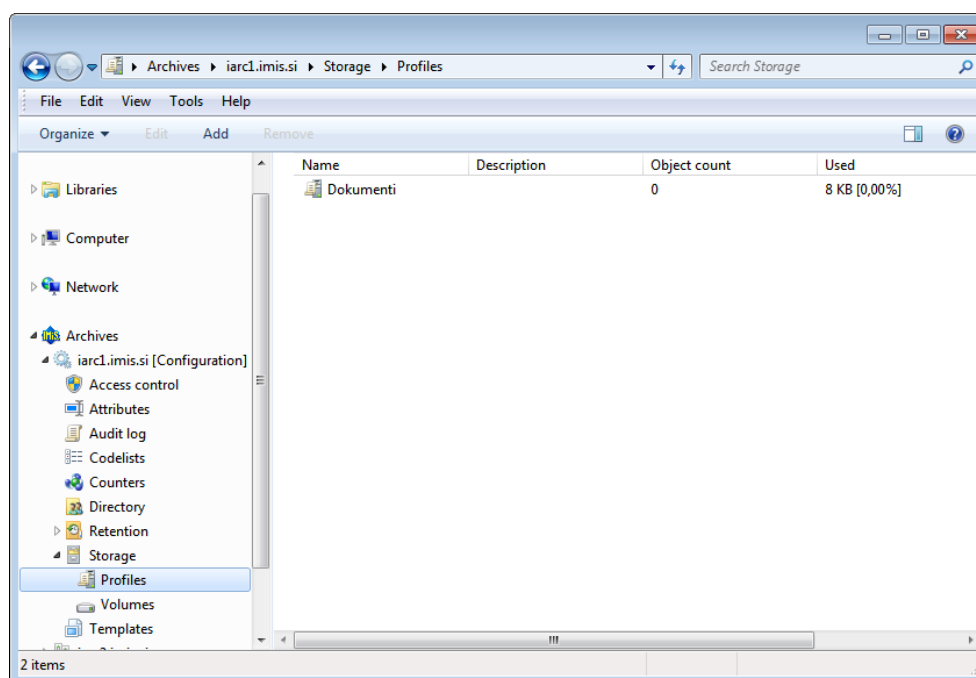 Archives iarc1.imis.si Storage Profiles
Search Storage
File Edit View Tools Help
Organize Edit Add Remove
Name Description Object count Used
Dokumenti 0 8 KB [0,00%]
Libraries
Computer
Network
Archives
iarc1.imis.si [Configuration]
Access control
Attributes
Audit log
Codelists
Counters
Directory
Retention
Storage
Profiles
Volumes
Templates
2 items